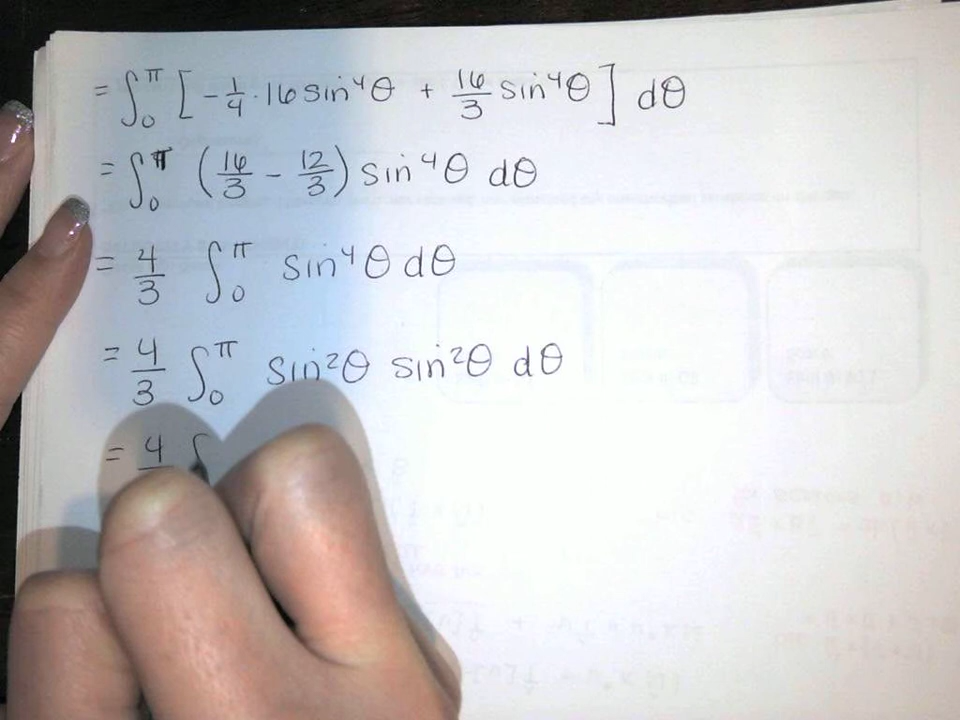 = ∫₀^π [ -1/4 · 16 sin⁴θ + 16/3 sin⁴θ ] dθ
= ∫₀^π (16/3 - 12/3) sin⁴θ dθ
= 4/3 ∫₀^π sin⁴θ dθ
= 4/3 ∫₀^π sin²θ sin²θ dθ
= 4 ∫